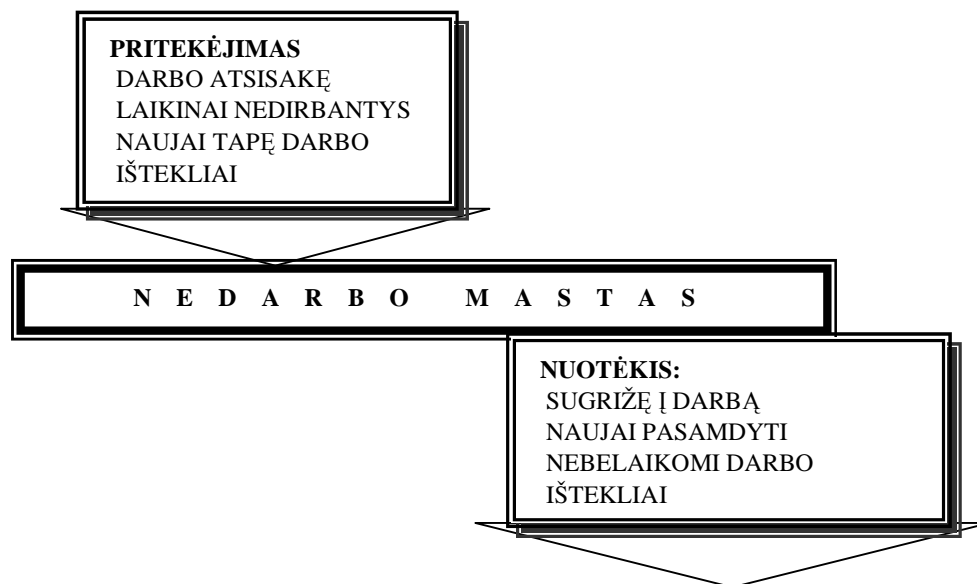 PRITEKĖJIMAS
DARBO ATSISAKĘ
LAIKINAI NEDIRBANTYS
NAUJAI TAPĘ DARBO
IŠTEKLIAI
N E D A R B O M A S T A S
NUOTĖKIS:
SUGRIŽĘ Į DARBĄ
NAUJAI PASAMDYTI
NEBELAIKOMI DARBO
IŠTEKLIAI